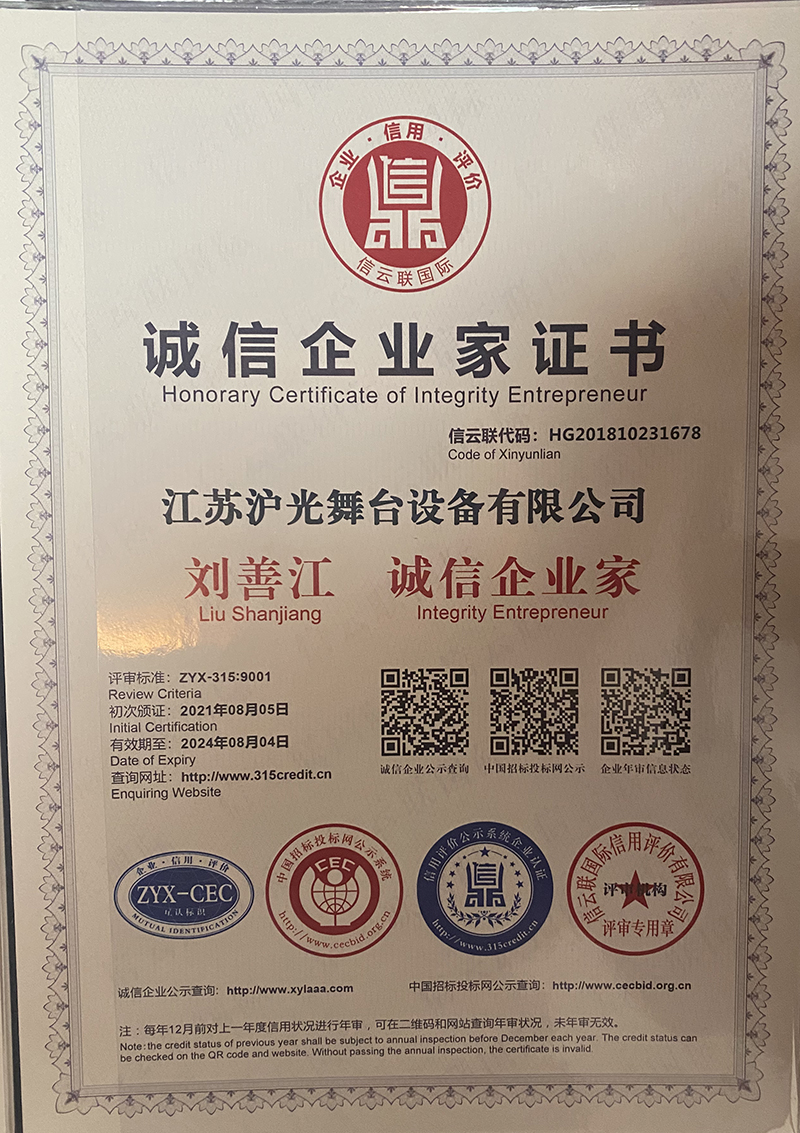 企业·信用·评价
信
信云联国际
诚信企业家证书
Honorary Certificate of Integrity Entrepreneur
信云联代码：HG201810231678
Code of Xinyunlian
江苏沪光舞台设备有限公司
刘善江 诚信企业家
Liu Shanjiang Integrity Entrepreneur
评审标准：ZYX-315:9001
Review Criteria
初次颁证：2021年08月05日
Initial Certification
有效期至：2024年08月04日
Date of Expiry
查询网址：http://www.315credit.cn
Enquiring Website
诚信企业公示查询 中国招标投标网公示 企业年审信息状态
企业·信用·评价
ZYX-CEC
互认标识
MUTUAL IDENTIFICATION
中国招标投标网公示系统
CEC
http://www.cecbid.org.cn
信用评价公示系统企业认证
http://www.315credit.cn
信云联国际信用评价有限公司
评审机构
评审专用章
诚信企业公示查询：http://www.xylaaa.com 中国招标投标网公示查询：http://www.cecbid.org.cn
注：每年12月前对上一年度信用状况进行年审，可在二维码和网站查询年审状况，未年审无效。
Note:the credit status of previous year shall be subject to annual inspection before December each year. The credit status can
be checked on the QR code and website. Without passing the annual inspection, the certificate is invalid.